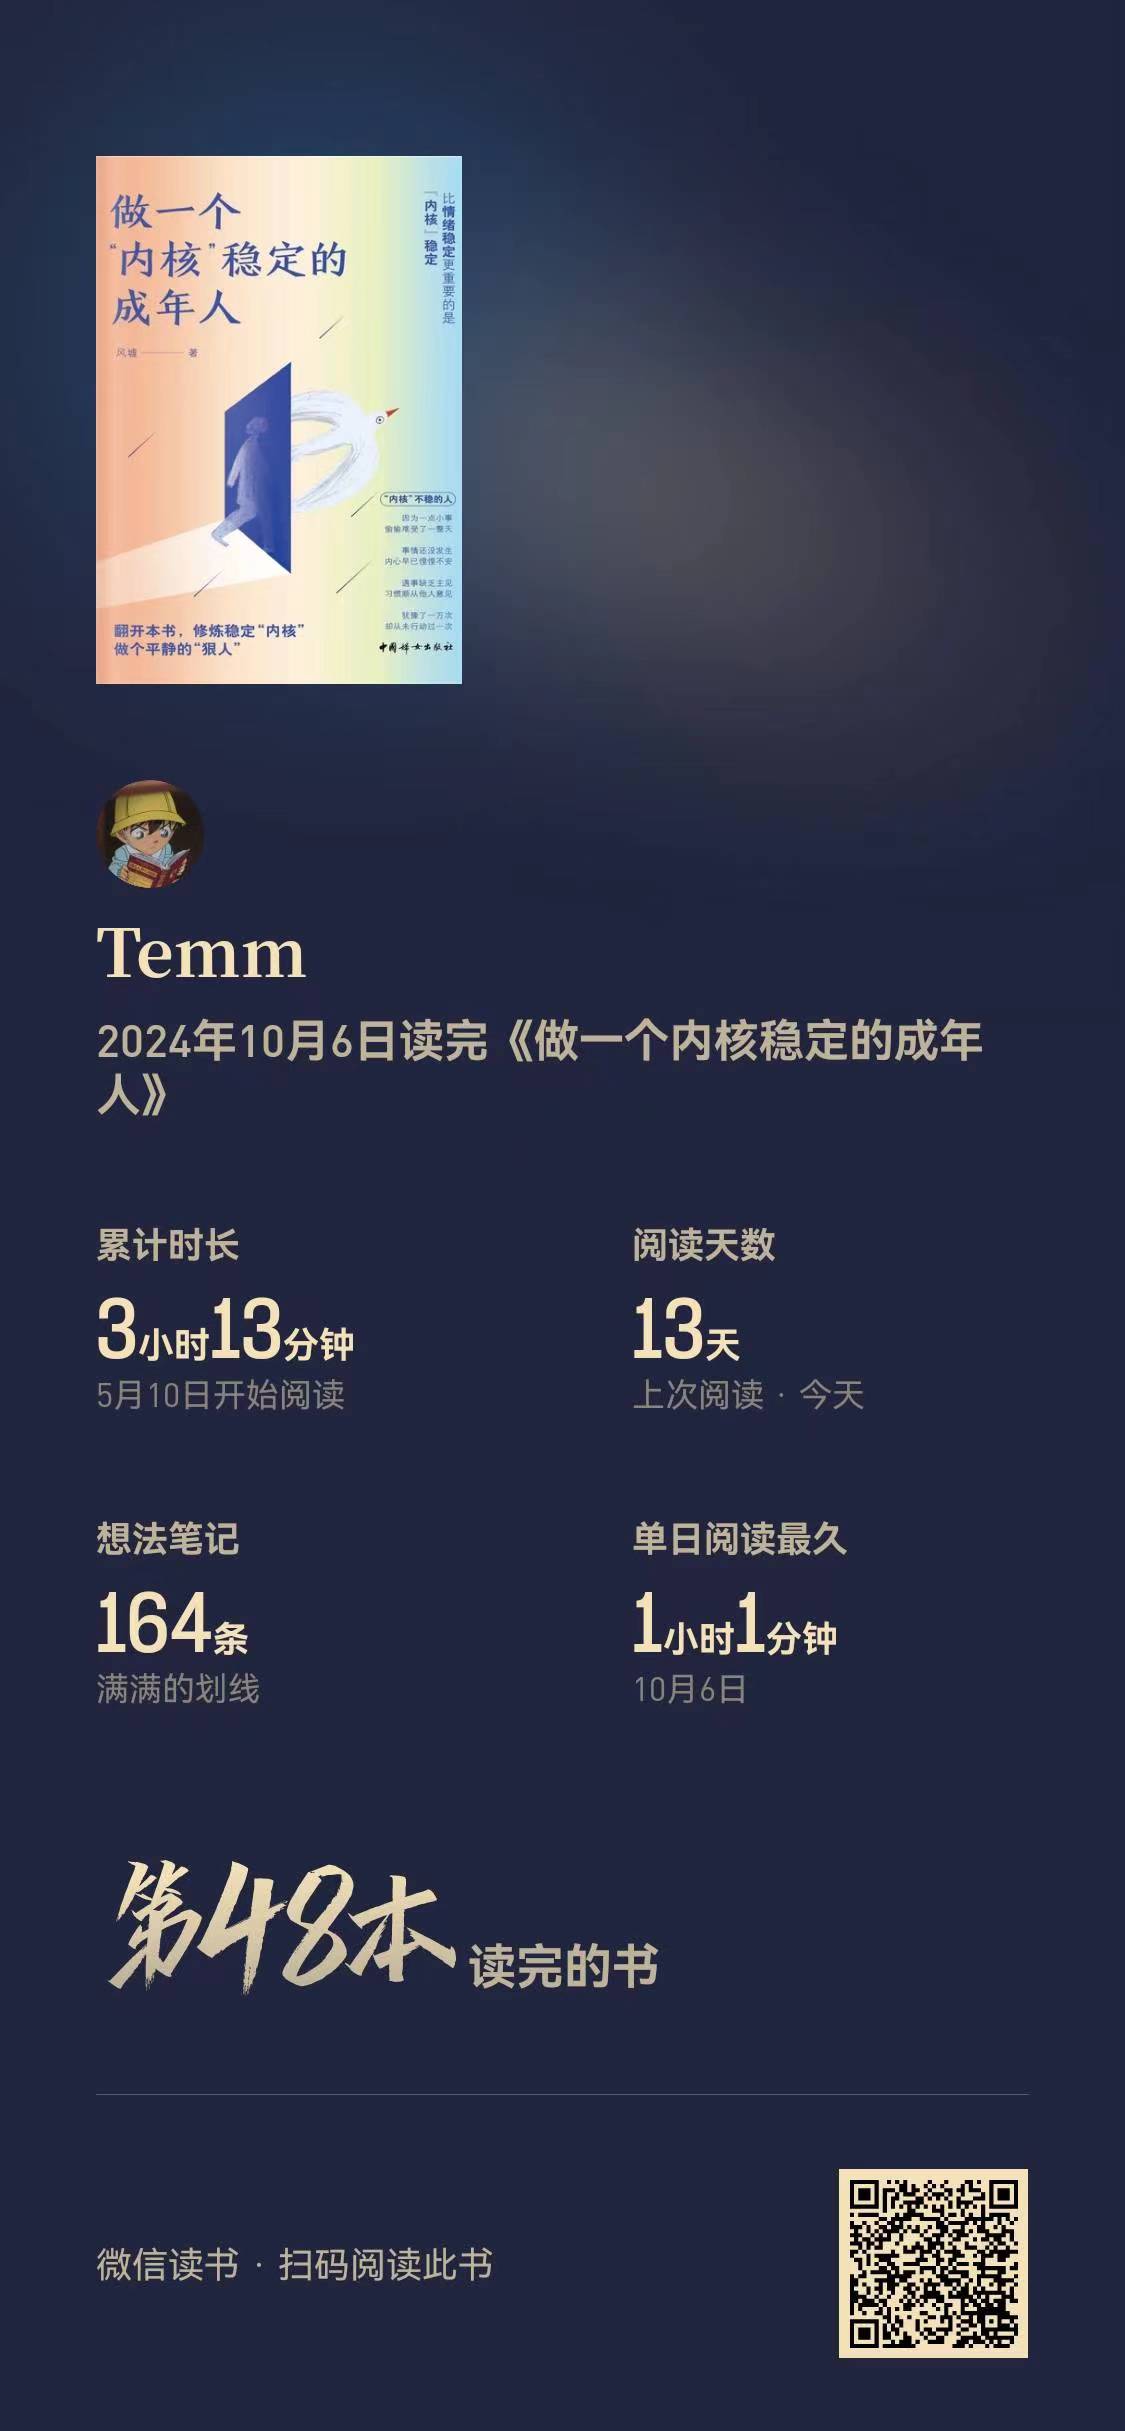 做一个
“内核”稳定的
成年人
风墟 著
比情绪稳定更重要的是
「内核」稳定
“内核”不稳的人
因为一点小事
偷偷难受了一整天
事情还没发生
内心早已惶惶不安
遇事缺乏主见
习惯顺从他人意见
犹豫了一万次
却从未行动过一次
翻开本书，修炼稳定“内核”
做个平静的“狠人”
中国妇女出版社
Temm
2024年10月6日读完《做一个内核稳定的成年
人》
累计时长
3小时13分钟
5月10日开始阅读
阅读天数
13天
上次阅读 · 今天
想法笔记
164条
满满的划线
单日阅读最久
1小时1分钟
10月6日
第48本 读完的书
微信读书 · 扫码阅读此书